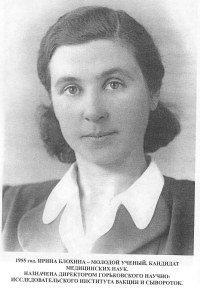 1955 год. ИРИНА БЛОХИНА – МОЛОДОЙ УЧЕНЫЙ, КАНДИДАТ
МЕДИЦИНСКИХ НАУК.
НАЗНАЧЕНА ДИРЕКТОРОМ ГОРЬКОВСКОГО НАУЧНО-
ИССЛЕДОВАТЕЛЬСКОГО ИНСТИТУТА ВАКЦИН И СЫВОРОТОК.